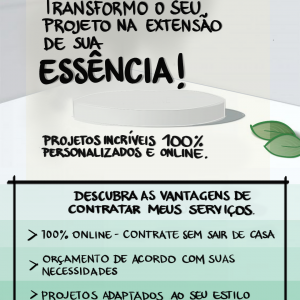 TRANSFORMO O SEU
PROJETO NA EXTENSÃO
DE SUA
ESSÊNCIA!
PROJETOS INCRÍVEIS 100%
PERSONALIZADOS E ONLINE.
DESCUBRA AS VANTAGENS DE
CONTRATAR MEUS SERVIÇOS.
> 100% ONLINE - CONTRATE SEM SAIR DE CASA
> ORÇAMENTO DE ACORDO COM SUAS
NECESSIDADES
> PROJETOS ADAPTADOS AO SEU ESTILO